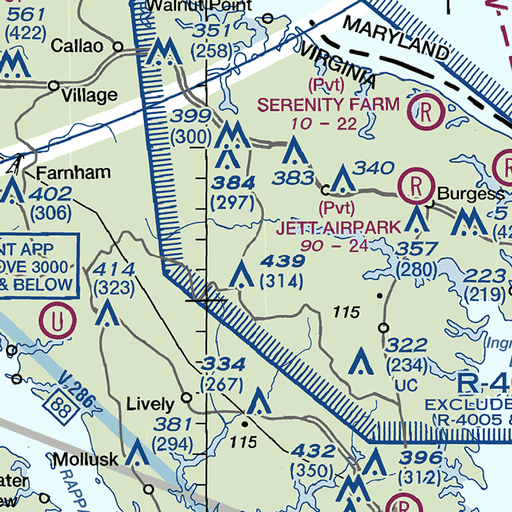 Walnut Point
561
(422)
Callao
351
(258)
MARYLAND
VIRGINIA
Village
(Pvt)
SERENITY FARM
10 - 22
R
399
(300)
384
(297)
383
340
R
R
Farnham
402
(306)
Burgess
(Pvt)
JETT AIRPARK
90 - 24
357
(280)
NT APP
OVE 3000
& BELOW
414
(323)
439
(314)
223
(219)
U
115
322
(234)
UC
334
(267)
V 286
88
Lively
381
(294)
115
EXCLUDE
(R-4005 &
Mollusk
432
(350)
396
(312)
R
RAPPA